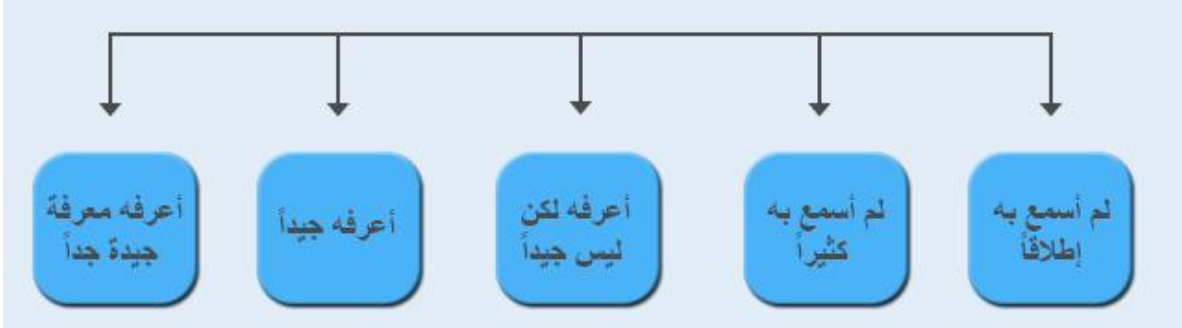 لم أسمع به
إطلاقاً
لم أسمع به
كثيراً
أعرفه لكن
ليس جيداً
أعرفه جيداً
أعرفه معرفة
جيدة جداً